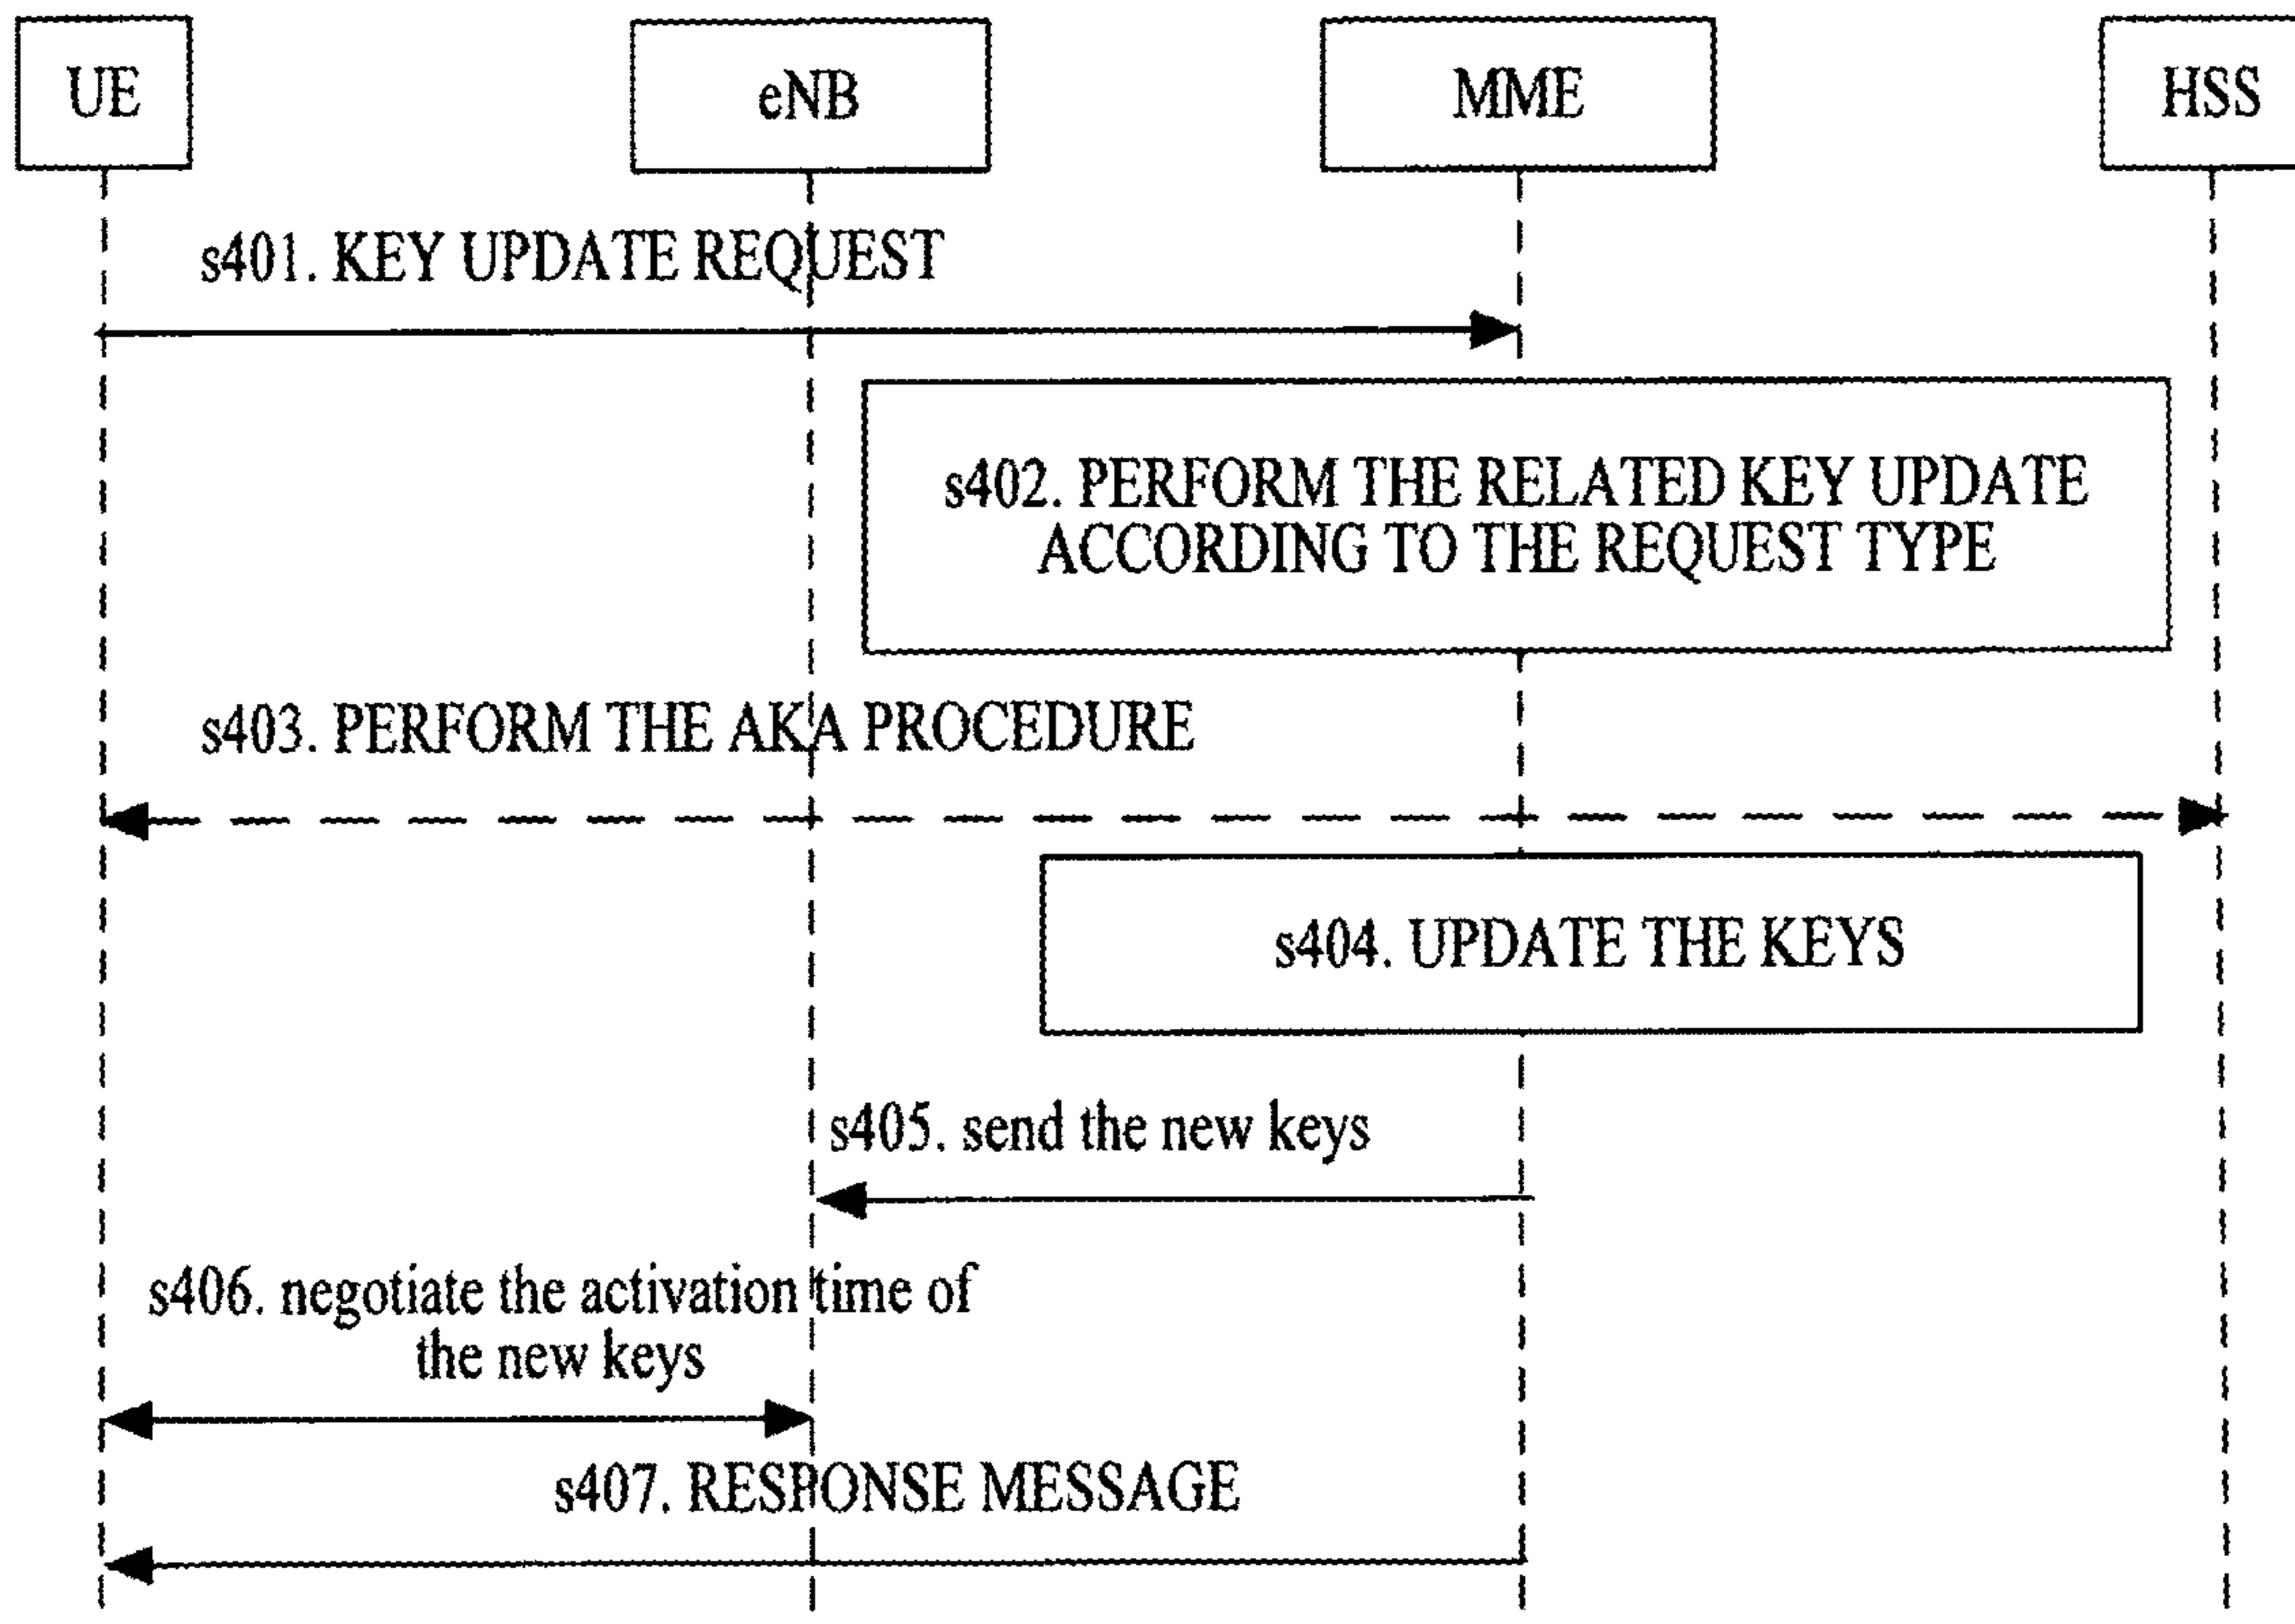 UE
eNB
MME
HSS
s401. KEY UPDATE REQUEST
s402. PERFORM THE RELATED KEY UPDATE
ACCORDING TO THE REQUEST TYPE
s403. PERFORM THE AKA PROCEDURE
s404. UPDATE THE KEYS
s405. send the new keys
s406. negotiate the activation time of
the new keys
s407. RESPONSE MESSAGE